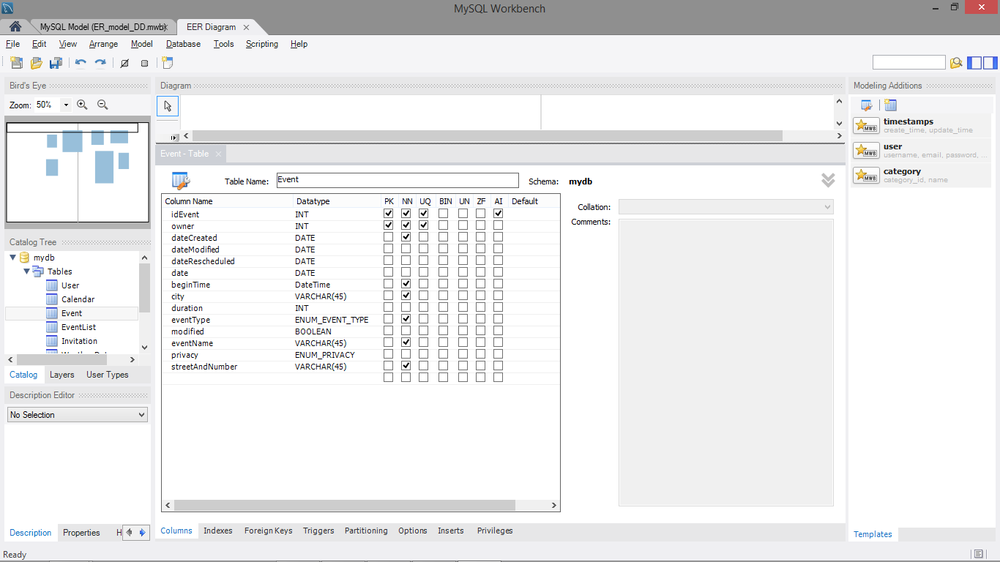 MySQL Workbench
MySQL Model (ER_model_DD.mwb)
EER Diagram
File Edit View Arrange Model Database Tools Scripting Help
Bird's Eye
Zoom: 50%
Catalog Tree
mydb
Tables
User
Calendar
Event
EventList
Invitation
Catalog Layers User Types
Description Editor
No Selection
Description Properties H
Diagram
Event - Table
Table Name: Event Schema: mydb
Column Name Datatype PK NN UQ BIN UN ZF AI Default
idEvent INT
owner INT
dateCreated DATE
dateModified DATE
dateRescheduled DATE
date DATE
beginTime DateTime
city VARCHAR(45)
duration INT
eventType ENUM_EVENT_TYPE
modified BOOLEAN
eventName VARCHAR(45)
privacy ENUM_PRIVACY
streetAndNumber VARCHAR(45)
Collation:
Comments:
Columns Indexes Foreign Keys Triggers Partitioning Options Inserts Privileges
Modeling Additions
MWB
timestamps
create_time, update_time
MWB
user
username, email, password, ...
MWB
category
category_id, name
Templates
Ready